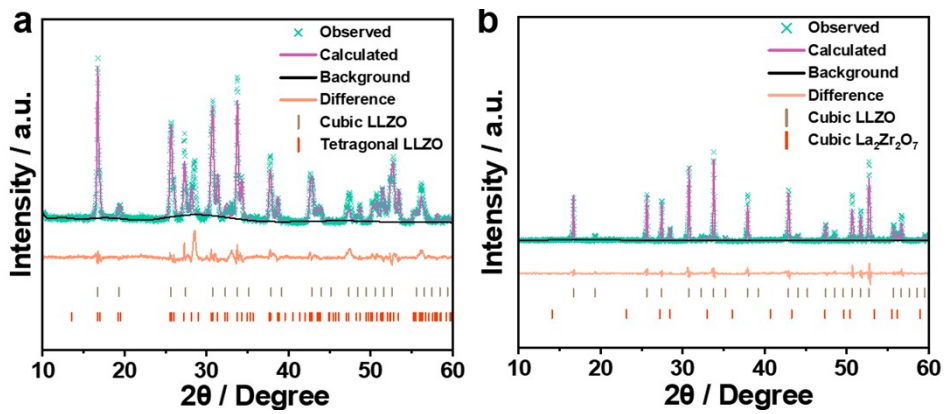 a
Observed
Calculated
Background
Difference
Cubic LLZO
Tetragonal LLZO
Intensity / a.u.
10 20 30 40 50 60
2θ / Degree
b
Observed
Calculated
Background
Difference
Cubic LLZO
Cubic La₂Zr₂O₇
Intensity / a.u.
10 20 30 40 50 60
2θ / Degree